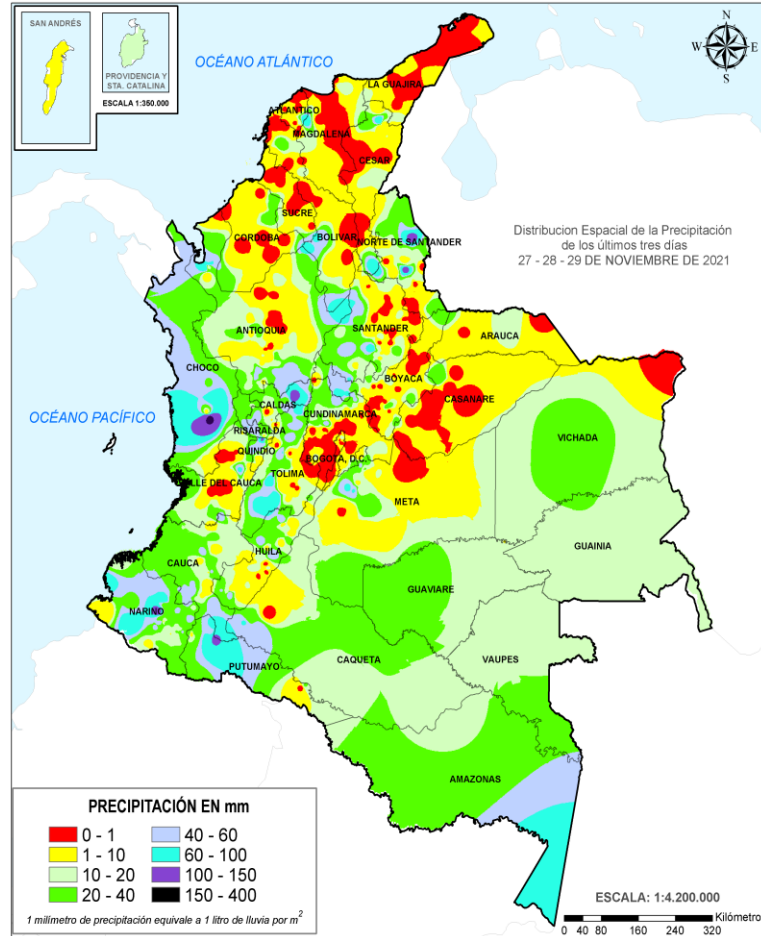 SAN ANDRÉS
PROVIDENCIA Y
STA. CATALINA
ESCALA 1:350.000
OCÉANO ATLÁNTICO
N
W
E
S
LA GUAJIRA
ATLANTICO
MAGDALENA
CESAR
SUCRE
CORDOBA
BOLIVAR
NORTE DE SANTANDER
Distribucion Espacial de la Precipitación
de los últimos tres días
27 - 28 - 29 DE NOVIEMBRE DE 2021
ANTIOQUIA
SANTANDER
ARAUCA
CHOCO
BOYACA
CASANARE
OCÉANO PACÍFICO
CALDAS
CUNDINAMARCA
RISARALDA
VICHADA
QUINDIO
BOGOTA, D.C.
TOLIMA
VALLE DEL CAUCA
META
GUAINIA
CAUCA
HUILA
GUAVIARE
NARIÑO
PUTUMAYO
CAQUETA
VAUPES
AMAZONAS
PRECIPITACIÓN EN mm
0 - 1
40 - 60
1 - 10
60 - 100
10 - 20
100 - 150
20 - 40
150 - 400
1 milímetro de precipitación equivale a 1 litro de lluvia por m2
ESCALA: 1:4.200.000
Kilómetro
0 40 80 160 240 320